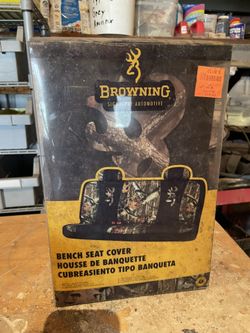 BROWNING
SIGNATURE AUTOMOTIVE
BENCH SEAT COVER
HOUSSE DE BANQUETTE
CUBREASIENTO TIPO BANQUETA